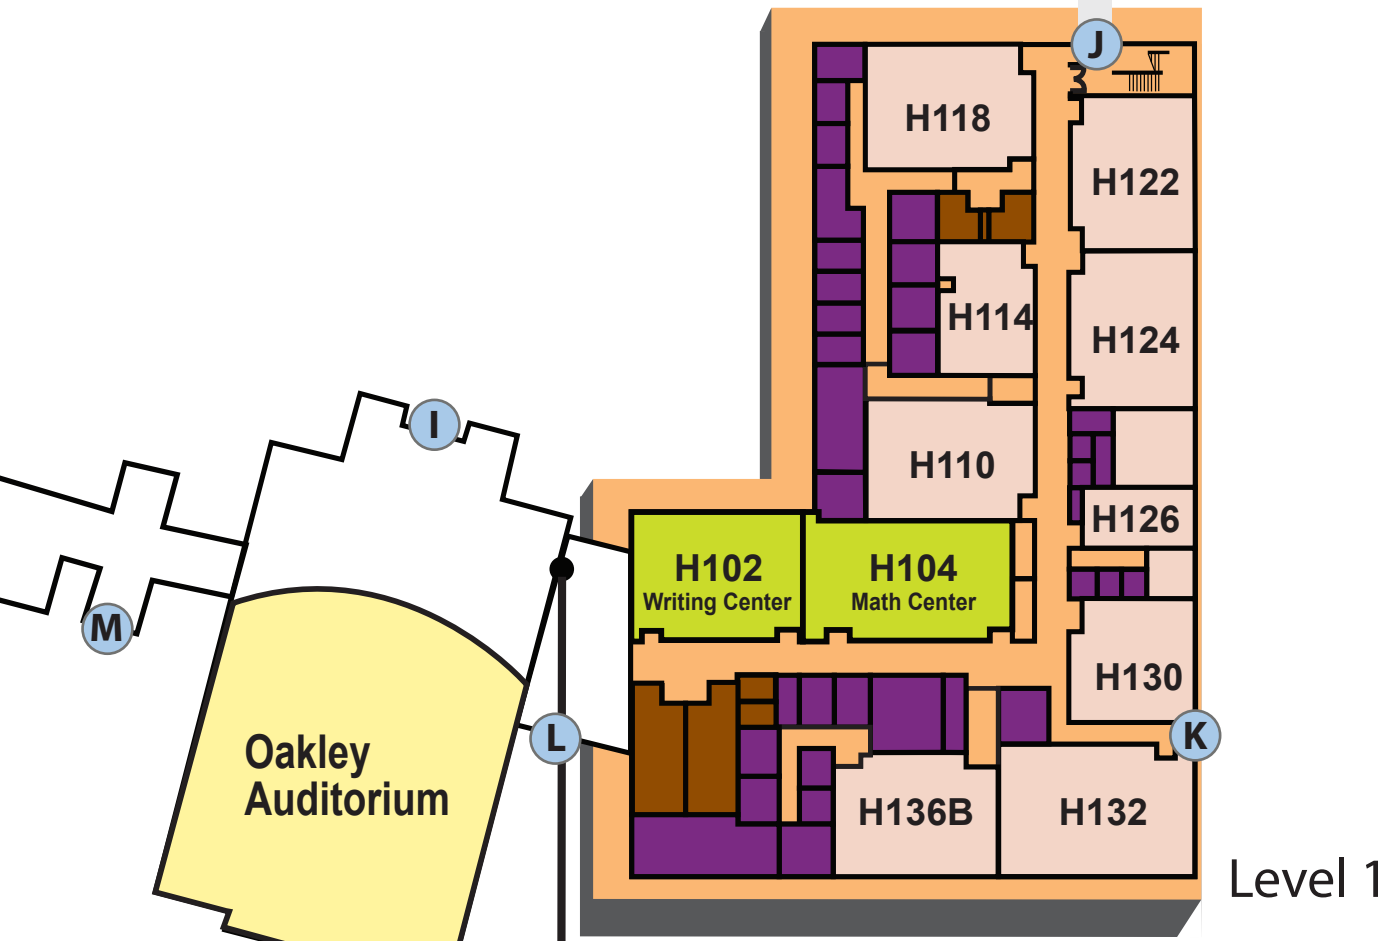 J
3
H118
H122
H114
H124
I
H110
H126
H102
Writing Center
H104
Math Center
M
H130
L
K
Oakley
Auditorium
H136B
H132
Level 1